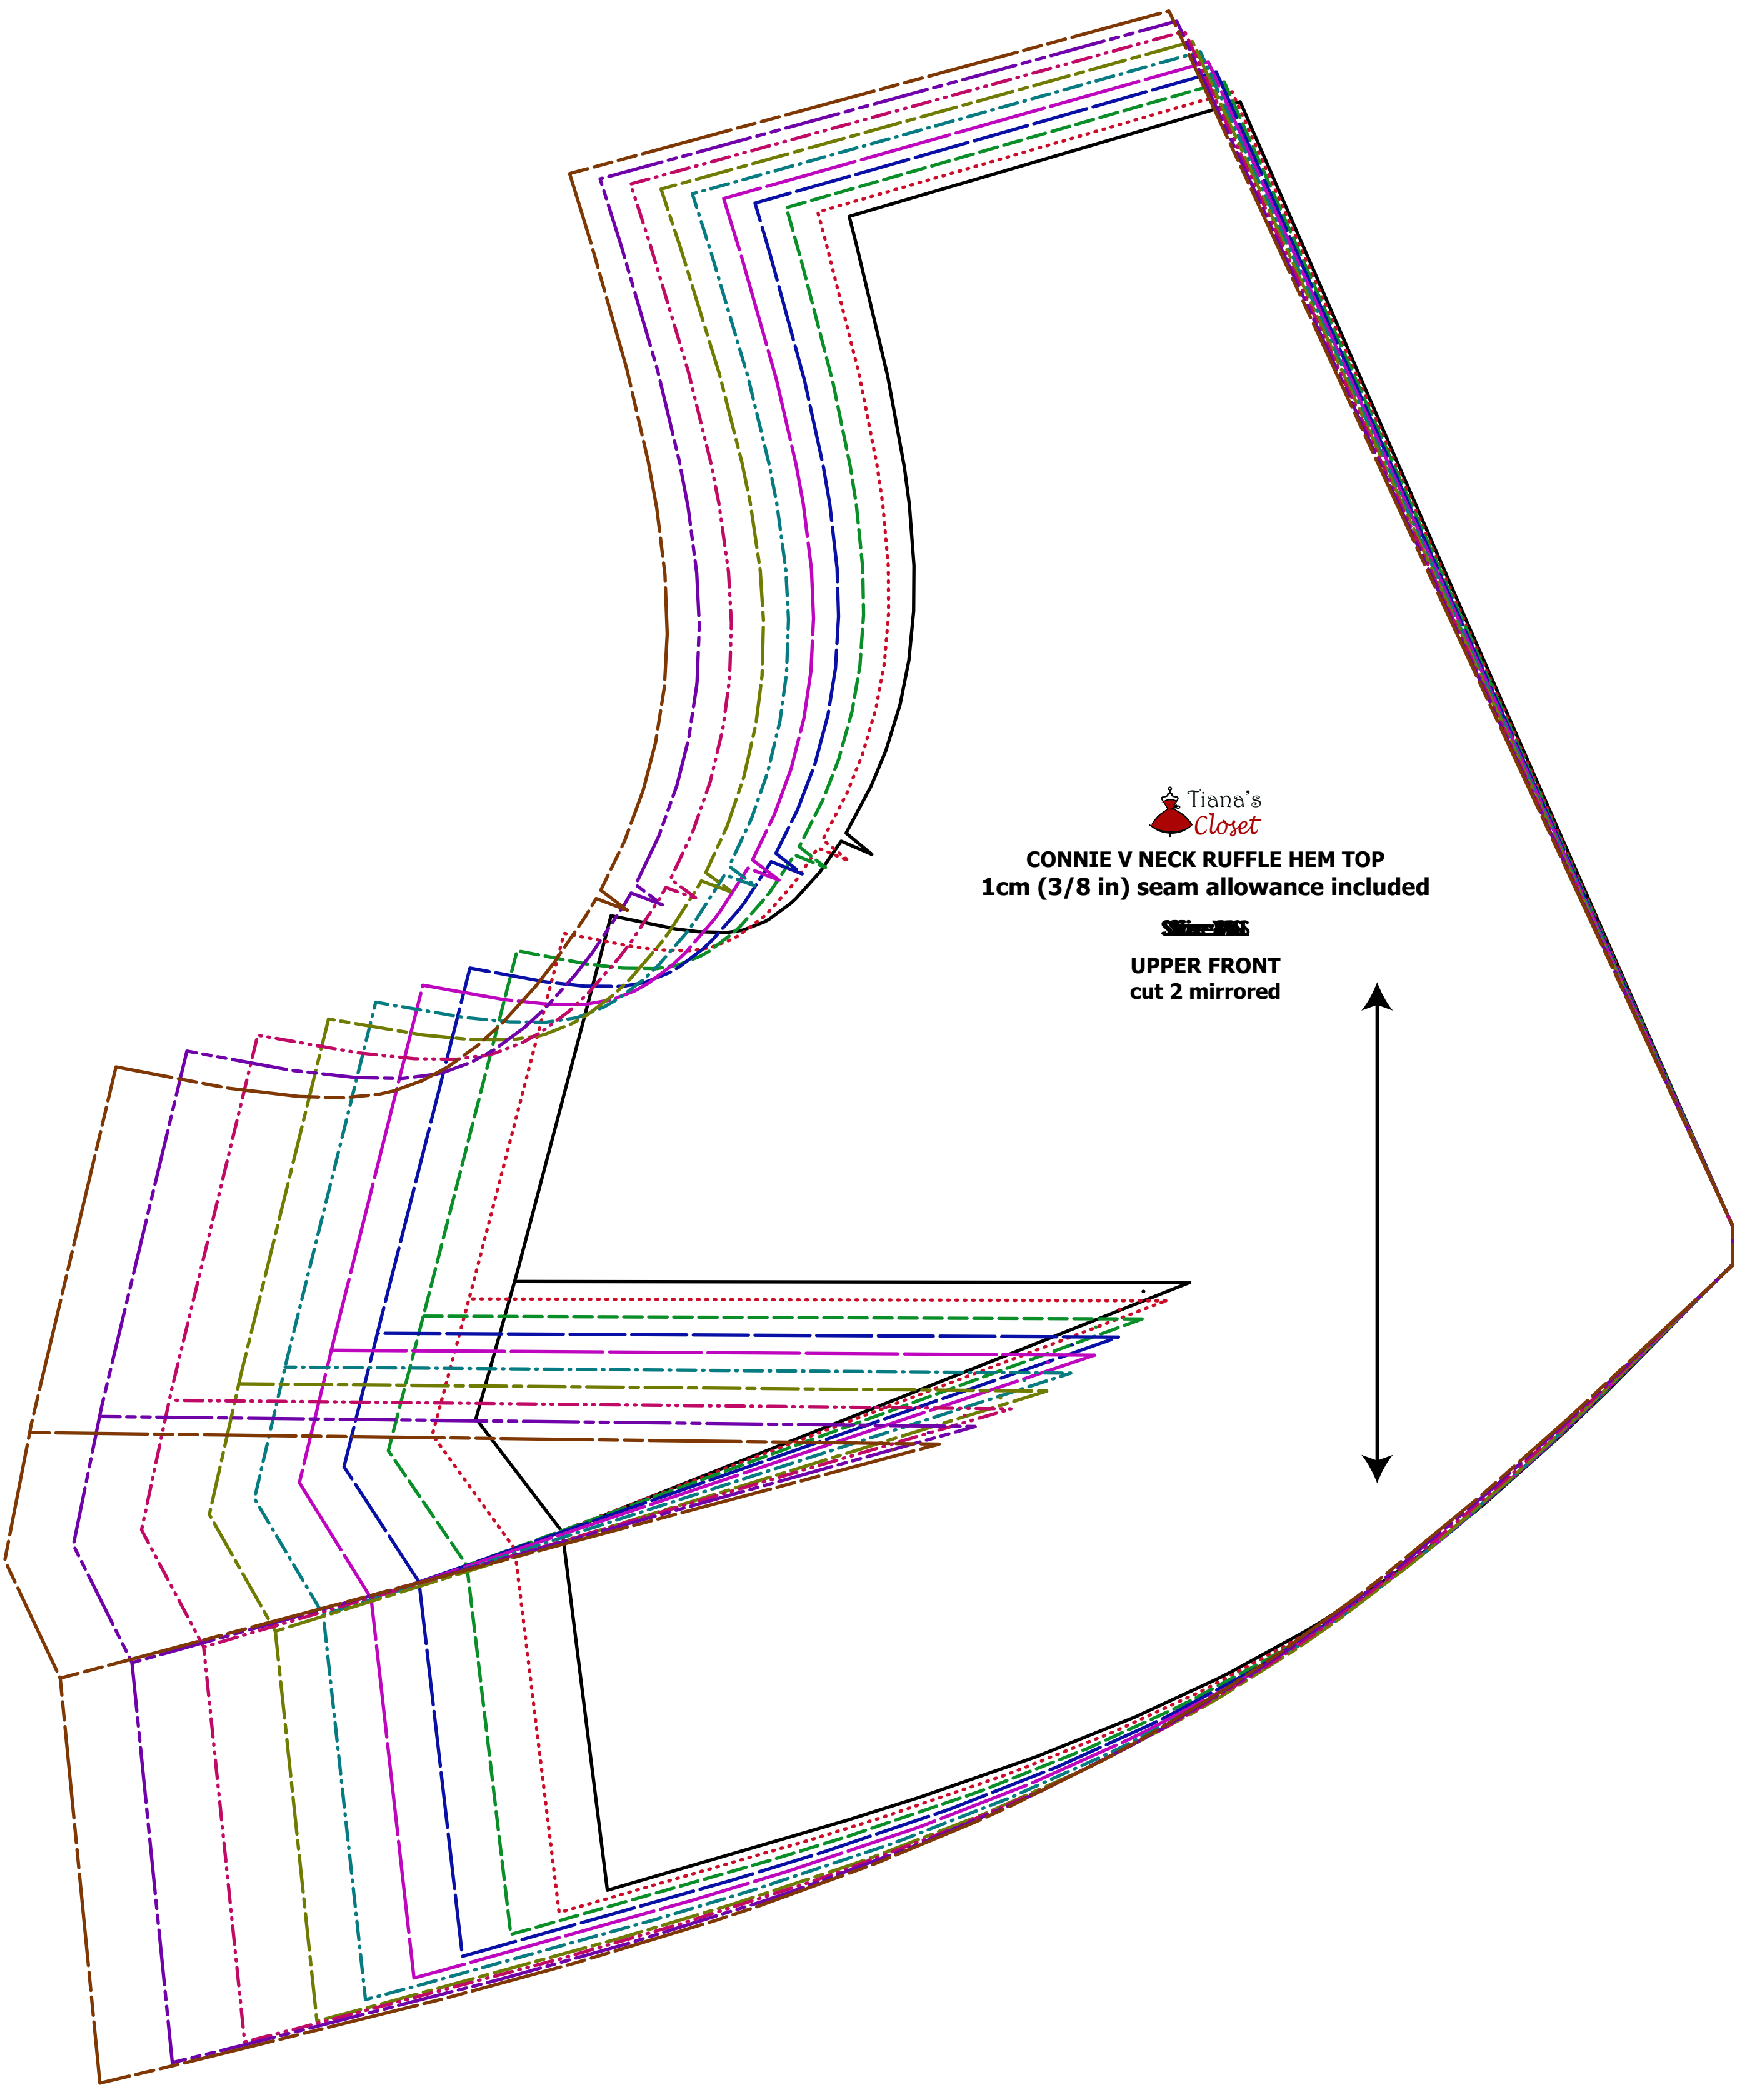 Tiana's
Closet
CONNIE V NECK RUFFLE HEM TOP
1cm (3/8 in) seam allowance included
UPPER FRONT
cut 2 mirrored